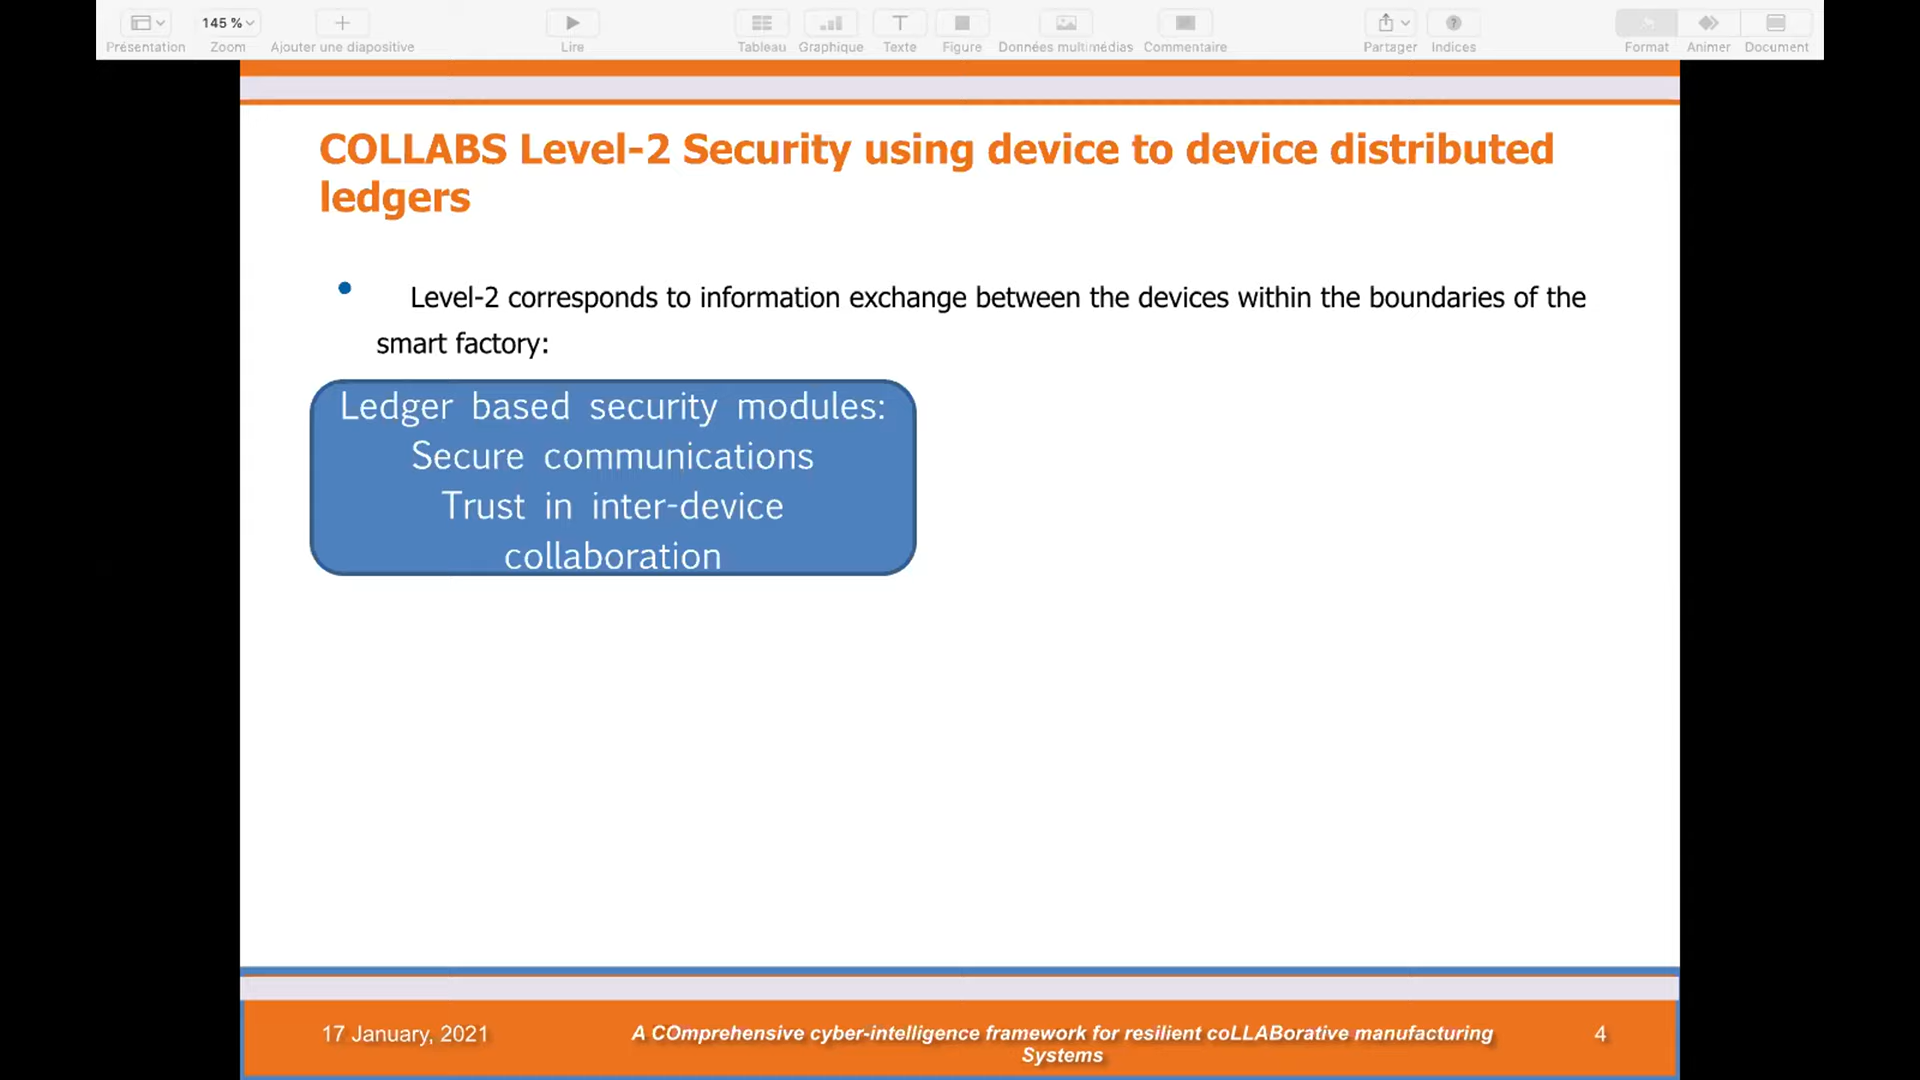 145 %
Présentation Zoom Ajouter une diapositive Lire Tableau Graphique Texte Figure Données multimédias Commentaire Partager Indices Format Animer Document
COLLABS Level-2 Security using device to device distributed
ledgers
• Level-2 corresponds to information exchange between the devices within the boundaries of the
smart factory:
Ledger based security modules:
Secure communications
Trust in inter-device
collaboration
17 January, 2021
A COmprehensive cyber-intelligence framework for resilient coLLABorative manufacturing
Systems
4